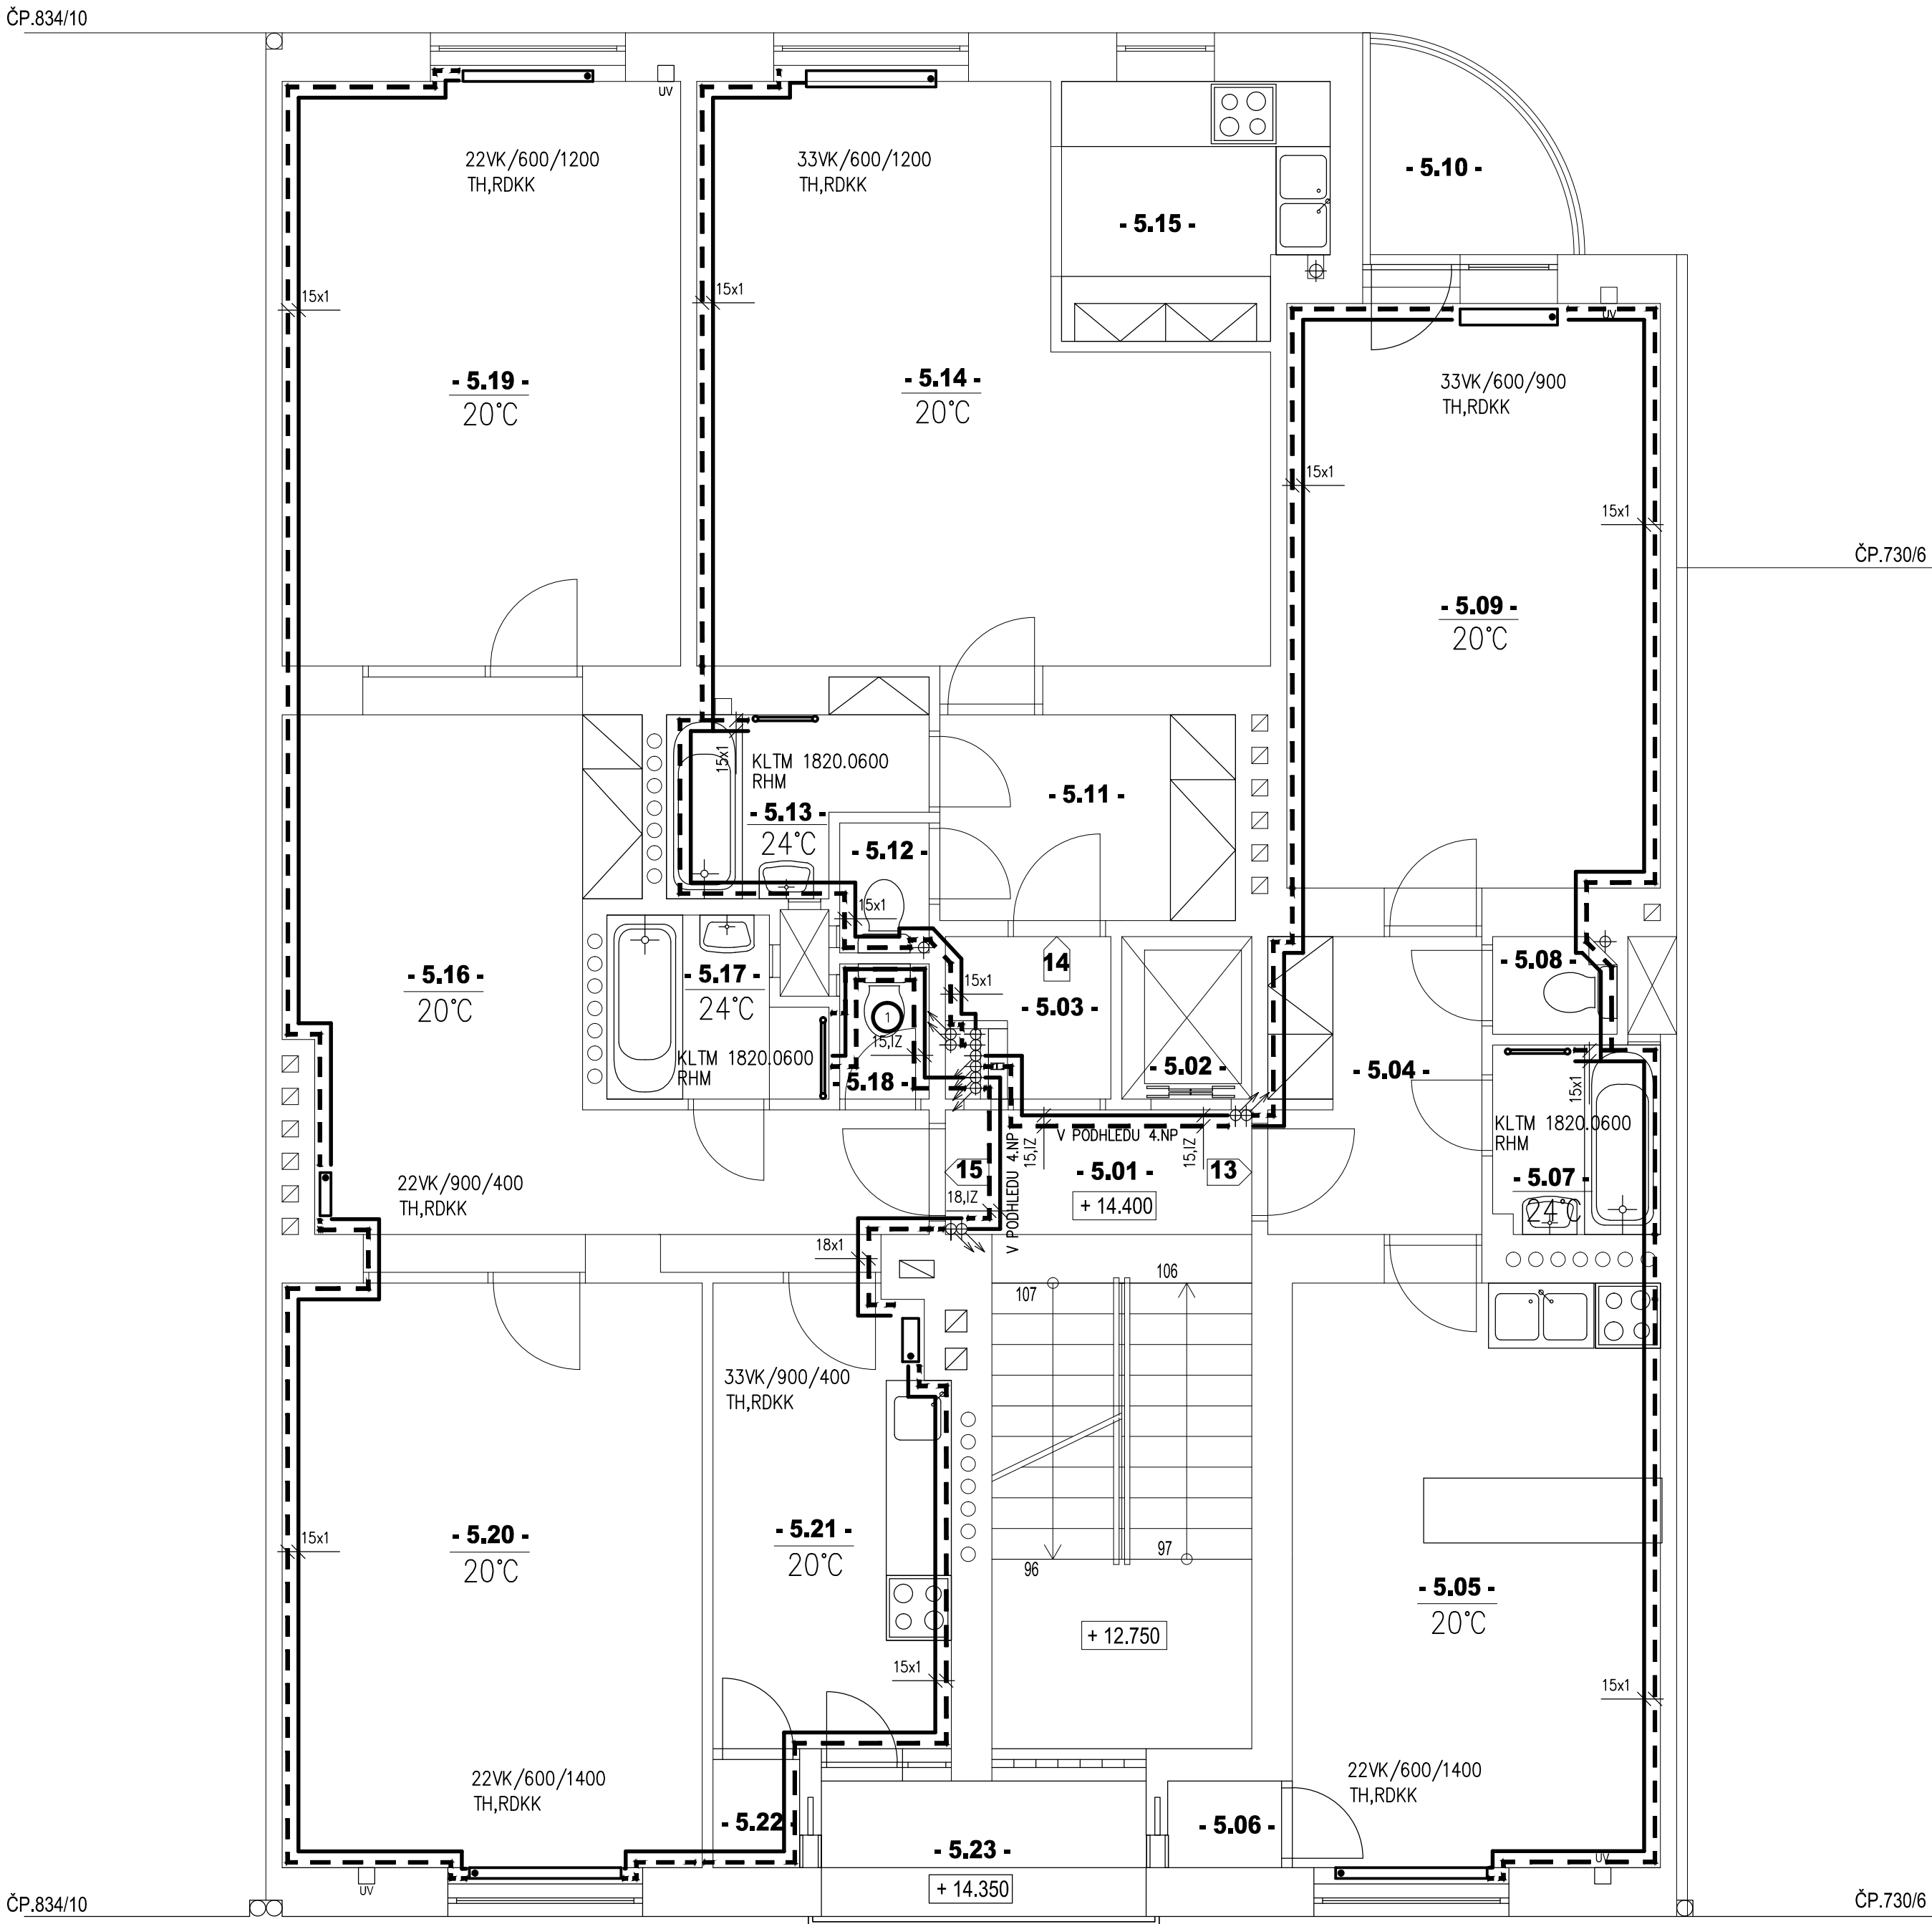 ČP.834/10
UV
22VK/600/1200
TH,RDKK
33VK/600/1200
TH,RDKK
- 5.10 -
- 5.15 -
15x1
15x1
UV
- 5.19 -
20°C
- 5.14 -
20°C
33VK/600/900
TH,RDKK
15x1
15x1
ČP.730/6
- 5.09 -
20°C
15x1
KLTM 1820.0600
RHM
- 5.13 -
24°C
- 5.11 -
- 5.12 -
15x1
- 5.16 -
20°C
- 5.17 -
24°C
14
- 5.03 -
15x1
- 5.08 -
1
15,IZ
KLTM 1820.0600
RHM
- 5.18 -
- 5.02 -
- 5.04 -
15x1
KLTM 1820.0600
RHM
V PODHLEDU 4.NP
15,IZ
15,IZ
15
- 5.01 -
13
- 5.07 -
24°C
22VK/900/400
TH,RDKK
18,IZ
+ 14.400
V PODHLEDU 4.NP
18x1
106
107
33VK/900/400
TH,RDKK
15x1
- 5.20 -
20°C
- 5.21 -
20°C
97
96
- 5.05 -
20°C
+ 12.750
15x1
15x1
22VK/600/1400
TH,RDKK
22VK/600/1400
TH,RDKK
- 5.22 -
- 5.23 -
- 5.06 -
UV
+ 14.350
UV
ČP.834/10
ČP.730/6